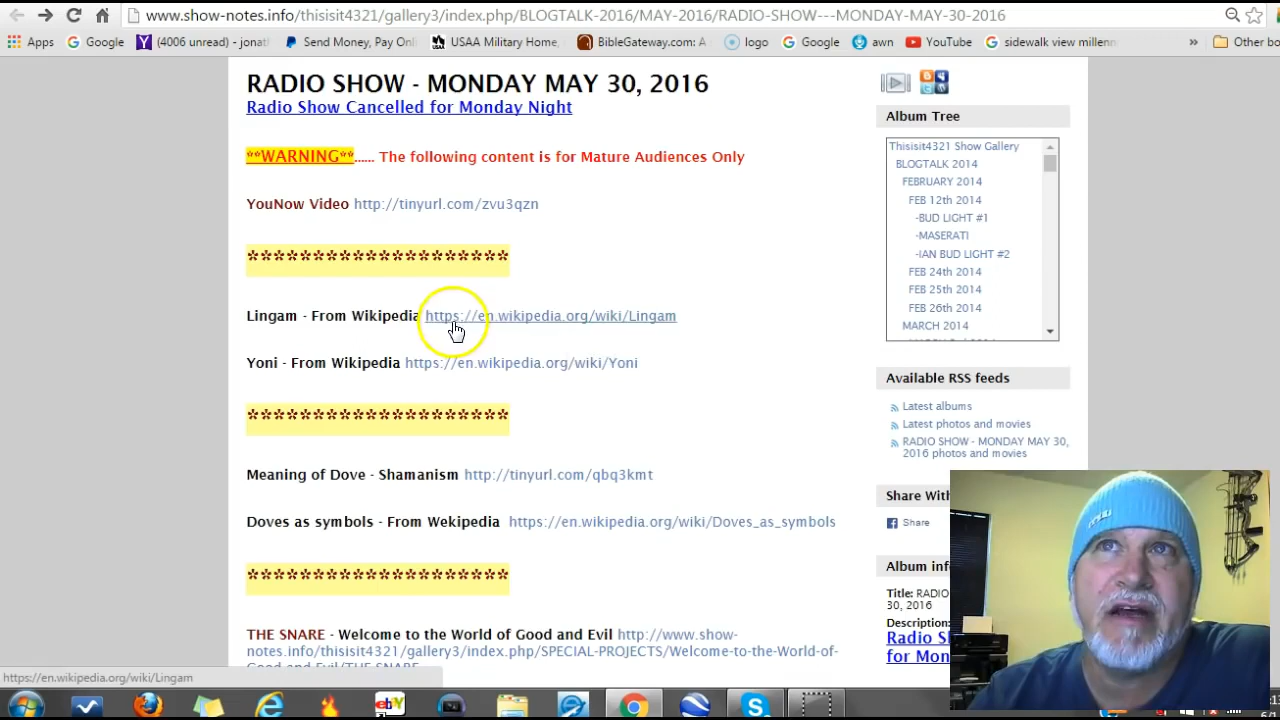 www.show-notes.info/thisisit4321/gallery3/index.php/BLOGTALK-2016/MAY-2016/RADIO-SHOW---MONDAY-MAY-30-2016
Apps
Google
(4006 unread) - jonath
Send Money, Pay Onli
USAA Military Home,
BibleGateway.com: A
logo
Google
awn
YouTube
sidewalk view millenn
»
Other bo
RADIO SHOW - MONDAY MAY 30, 2016
Radio Show Cancelled for Monday Night
**WARNING**...... The following content is for Mature Audiences Only
YouNow Video http://tinyurl.com/zvu3qzn
********************
Lingam - From Wikipedia https://en.wikipedia.org/wiki/Lingam
Yoni - From Wikipedia https://en.wikipedia.org/wiki/Yoni
********************
Meaning of Dove - Shamanism http://tinyurl.com/qbq3kmt
Doves as symbols - From Wekipedia https://en.wikipedia.org/wiki/Doves_as_symbols
********************
THE SNARE - Welcome to the World of Good and Evil http://www.show-
notes.info/thisisit4321/gallery3/index.php/SPECIAL-PROJECTS/Welcome-to-the-World-of-
Good-and-Evil/THE-SNARE
https://en.wikipedia.org/wiki/Lingam
Album Tree
Thisisit4321 Show Gallery
BLOGTALK 2014
FEBRUARY 2014
FEB 12th 2014
-BUD LIGHT #1
-MASERATI
-IAN BUD LIGHT #2
FEB 24th 2014
FEB 25th 2014
FEB 26th 2014
MARCH 2014
Available RSS feeds
Latest albums
Latest photos and movies
RADIO SHOW - MONDAY MAY 30,
2016 photos and movies
Share With
Share
Album info
Title: RADIO
30, 2016
Description:
Radio S
for Mon
ebY